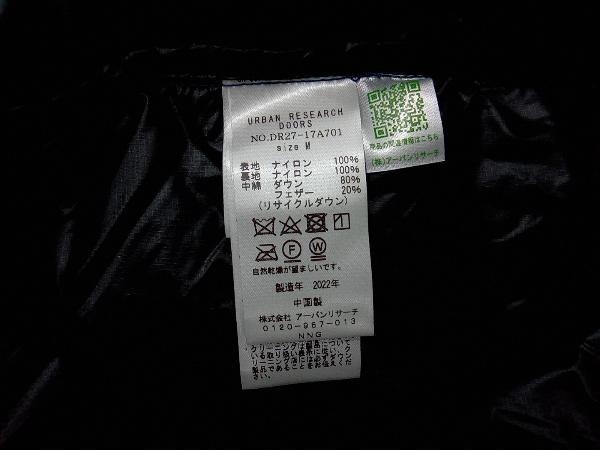 URBAN RESEARCH
DOORS
NO.DR27-17A701
size M
表地 ナイロン 100%
裏地 ナイロン 100%
中綿 ダウン 80%
フェザー 20%
(リサイクルダウン)
F
W
自然乾燥が望ましいです。
製造年 2022年
中国製
株式会社 アーバンリサーチ
0120-967-013
NNG
商品の関連情報はこちら
(株)アーバンリサーチ